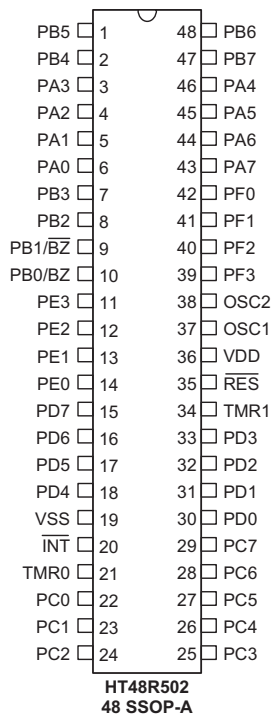 PB5 1 48 PB6
PB4 2 47 PB7
PA3 3 46 PA4
PA2 4 45 PA5
PA1 5 44 PA6
PA0 6 43 PA7
PB3 7 42 PF0
PB2 8 41 PF1
PB1/B̅Z̅ 9 40 PF2
PB0/BZ 10 39 PF3
PE3 11 38 OSC2
PE2 12 37 OSC1
PE1 13 36 VDD
PE0 14 35 R̅E̅S̅
PD7 15 34 TMR1
PD6 16 33 PD3
PD5 17 32 PD2
PD4 18 31 PD1
VSS 19 30 PD0
I̅N̅T̅ 20 29 PC7
TMR0 21 28 PC6
PC0 22 27 PC5
PC1 23 26 PC4
PC2 24 25 PC3
HT48R502
48 SSOP-A